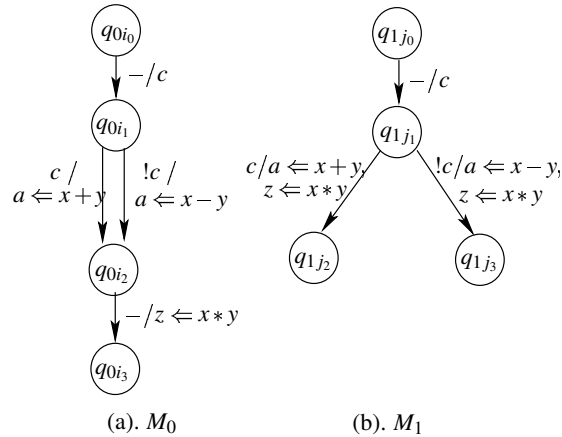 q0i0
q1j0
− / c
− / c
q0i1
q1j1
c /
a ⇐ x + y
!c /
a ⇐ x − y
c/a ⇐ x + y,
z ⇐ x ∗ y
!c/a ⇐ x − y,
z ⇐ x ∗ y
q0i2
q1j2
q1j3
− / z ⇐ x ∗ y
q0i3
(a). M0
(b). M1